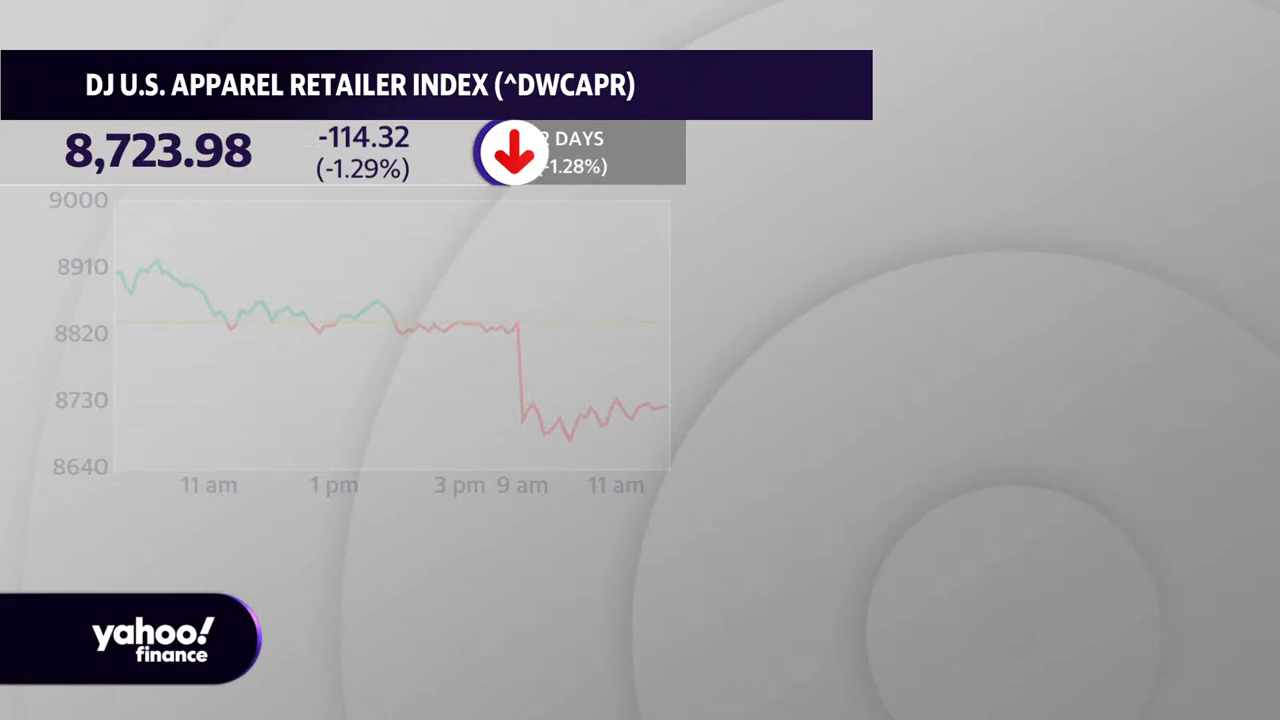 DJ U.S. APPAREL RETAILER INDEX (^DWCAPR)
8,723.98
-114.32
(-1.29%)
DAYS
-1.28%)
9000
8910
8820
8730
8640
11 am 1 pm 3 pm 9 am 11 am
yahoo!
finance